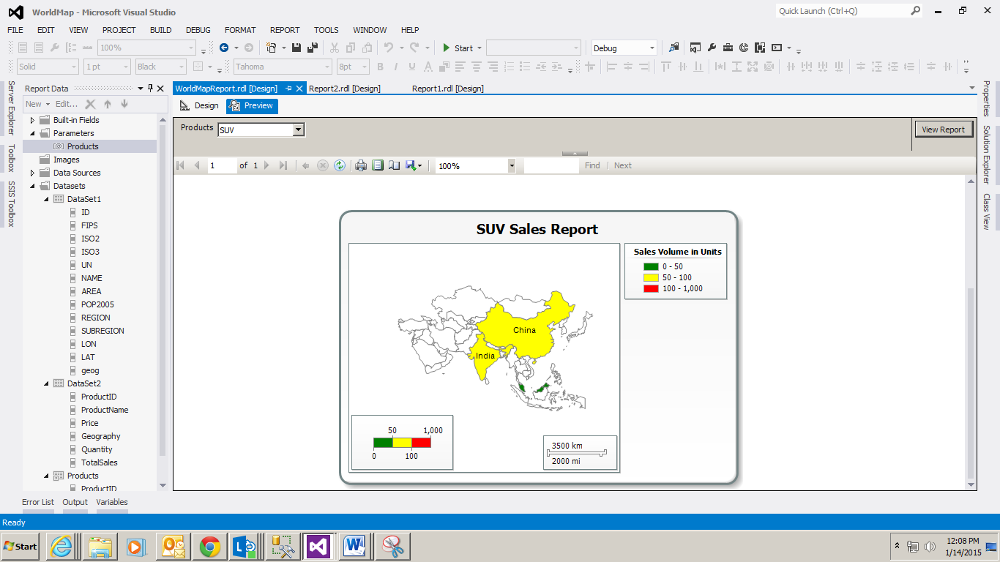 WorldMap - Microsoft Visual Studio
Quick Launch (Ctrl+Q)
FILE EDIT VIEW PROJECT BUILD DEBUG FORMAT REPORT TOOLS WINDOW HELP
100% Start Debug
Solid 1 pt Black Tahoma 8pt B I U A
Server Explorer
Toolbox
SSIS Toolbox
Report Data
New Edit...
Built-in Fields
Parameters
[@] Products
Images
Data Sources
Datasets
DataSet1
ID
FIPS
ISO2
ISO3
UN
NAME
AREA
POP2005
REGION
SUBREGION
LON
LAT
geog
DataSet2
ProductID
ProductName
Price
Geography
Quantity
TotalSales
Products
ProductID
Error List Output Variables
WorldMapReport.rdl [Design] Report2.rdl [Design] Report1.rdl [Design]
Design Preview
Products SUV View Report
1 of 1 100% Find | Next
SUV Sales Report
Sales Volume in Units
0 - 50
50 - 100
100 - 1,000
China
India
50 1,000
0 100
3500 km
2000 mi
Properties
Solution Explorer
Class View
Ready
Start
12:08 PM
1/14/2015